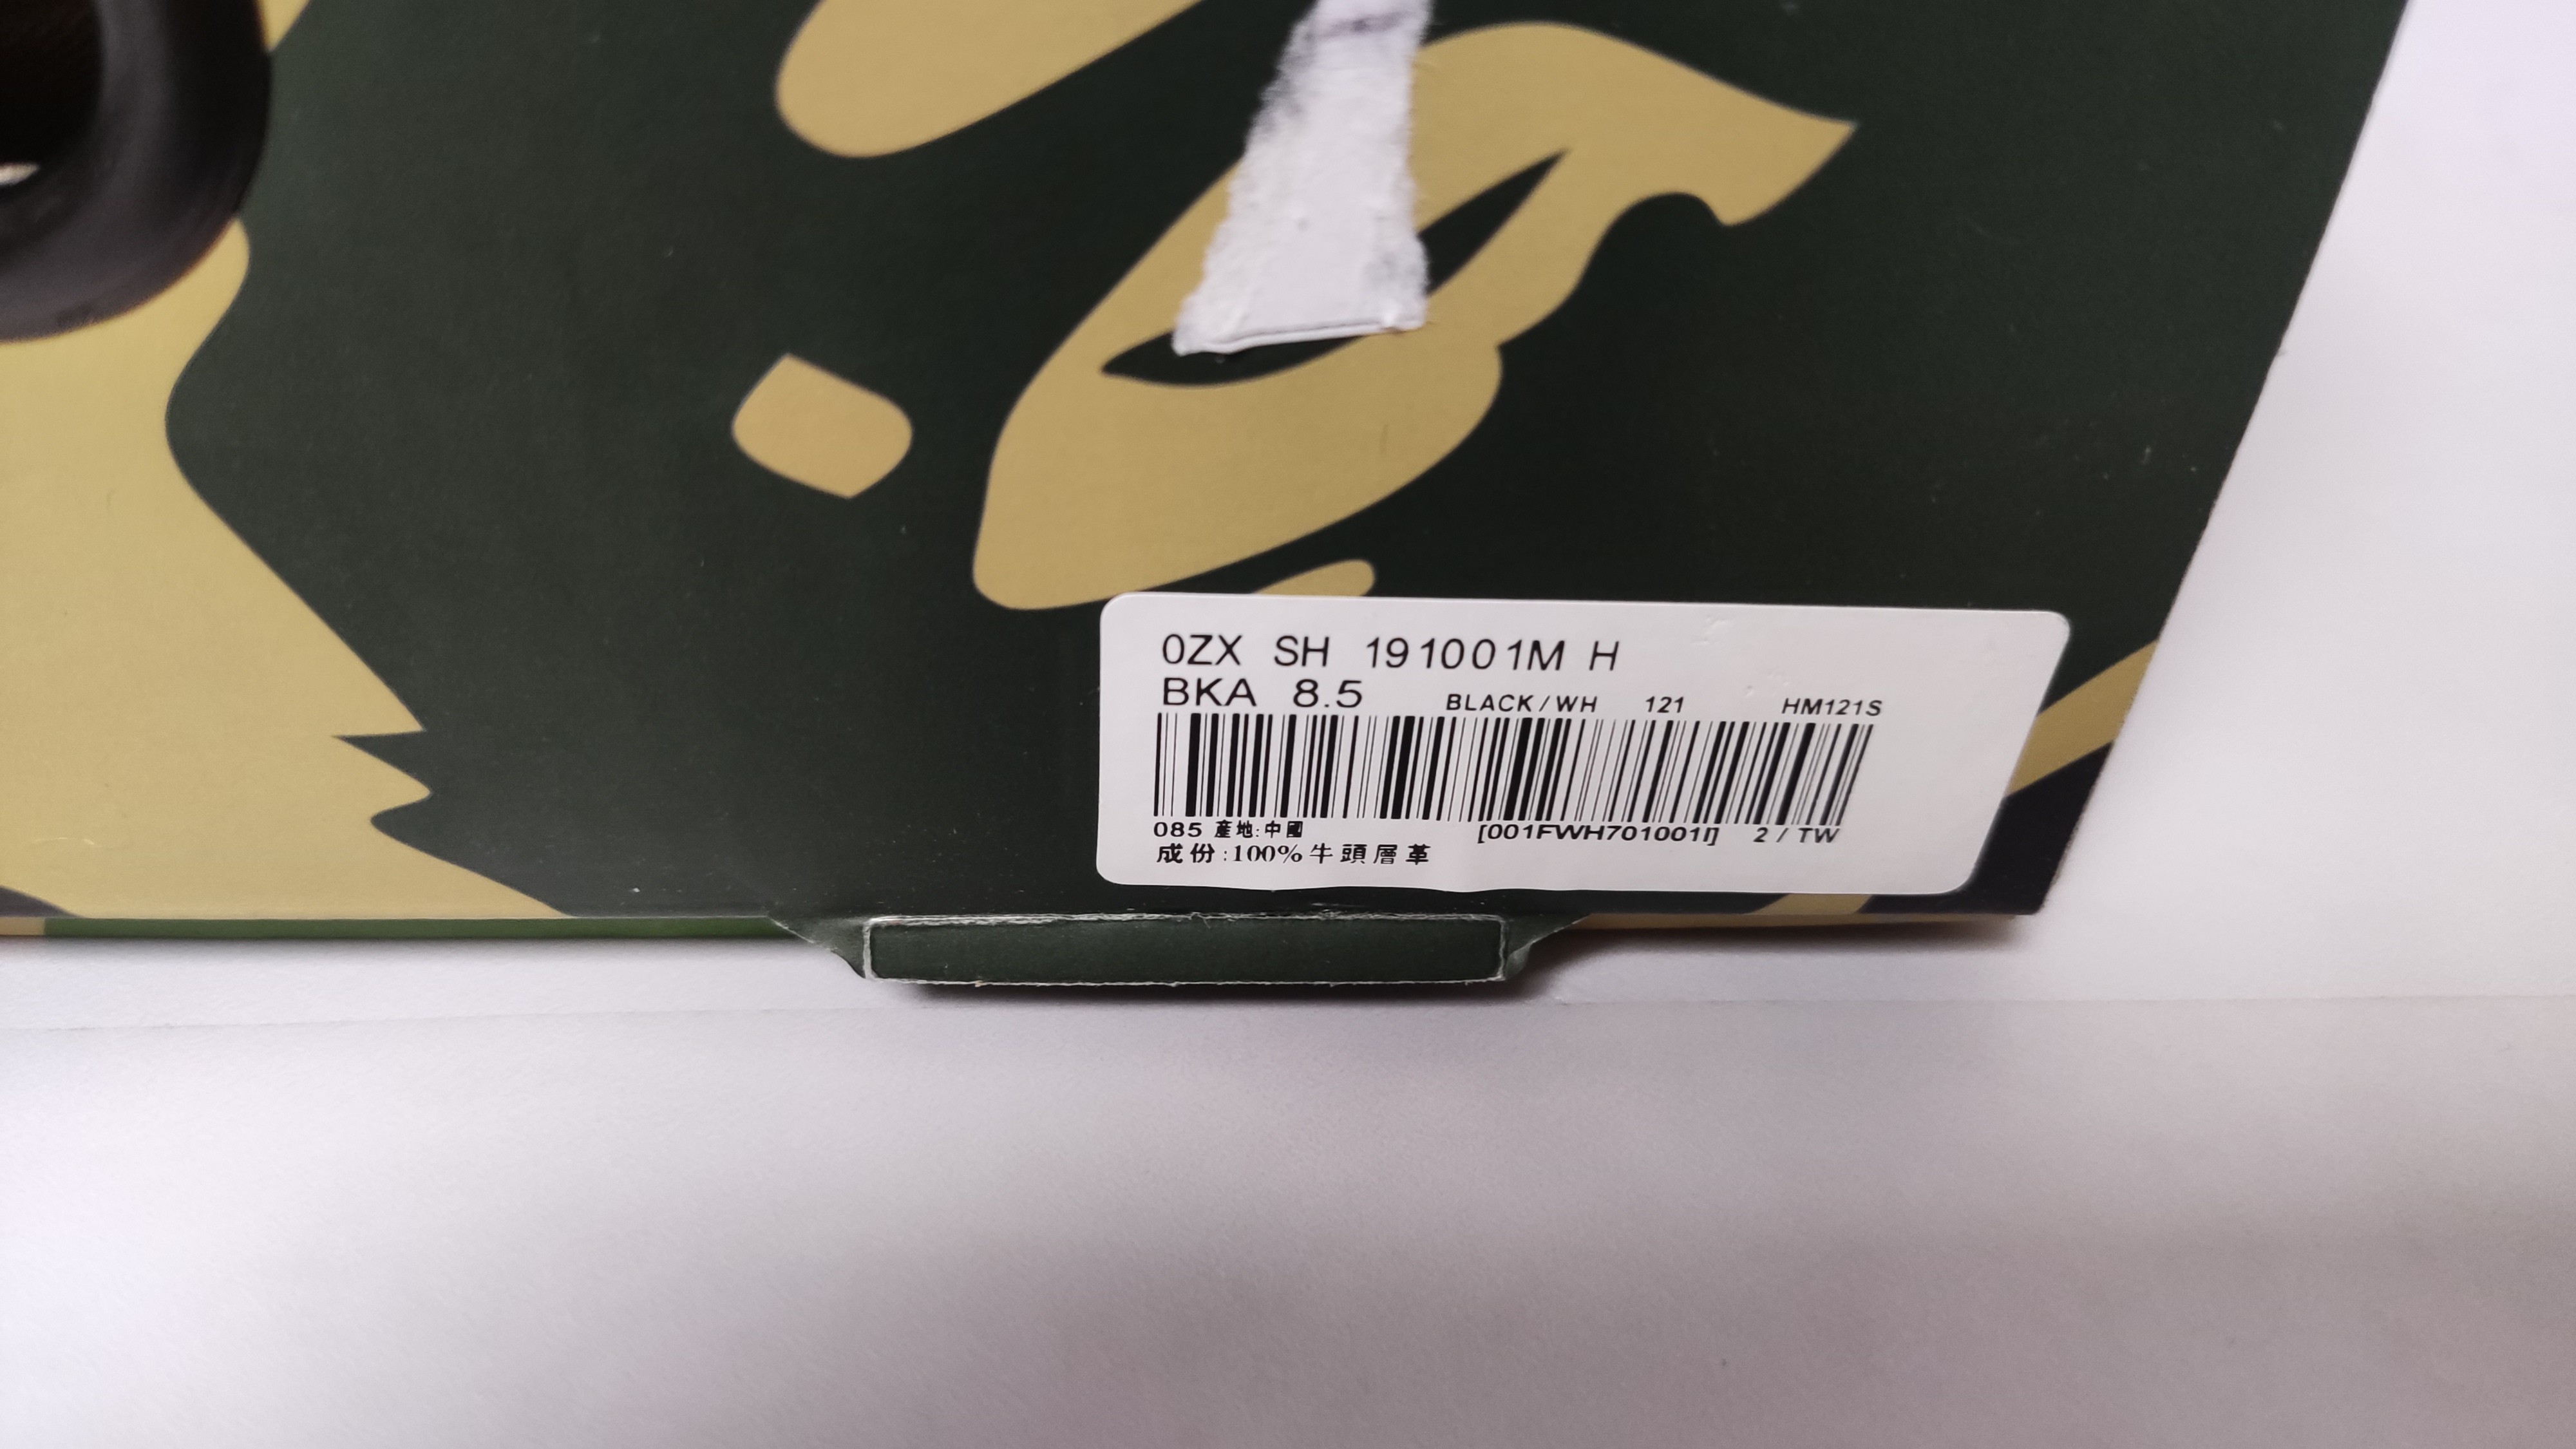 0ZX SH 191001M H
BKA 8.5 BLACK/WH 121 HM121S
085 產地:中國 [001FWH701001I] 2 / TW
成份:100%牛頭層革